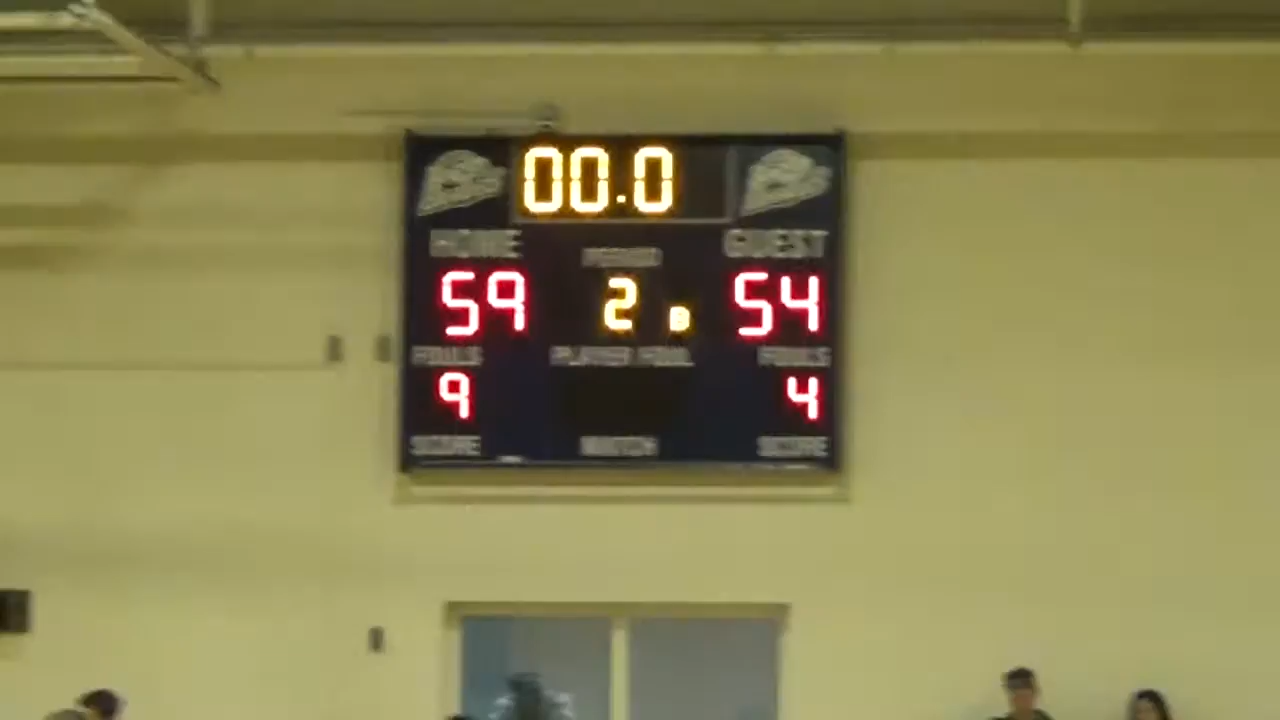 00.0
HOME
GUEST
PERIOD
59
2
B
54
FOULS
PLAYER FOUL
FOULS
9
4
SCORE
MATCH
SCORE